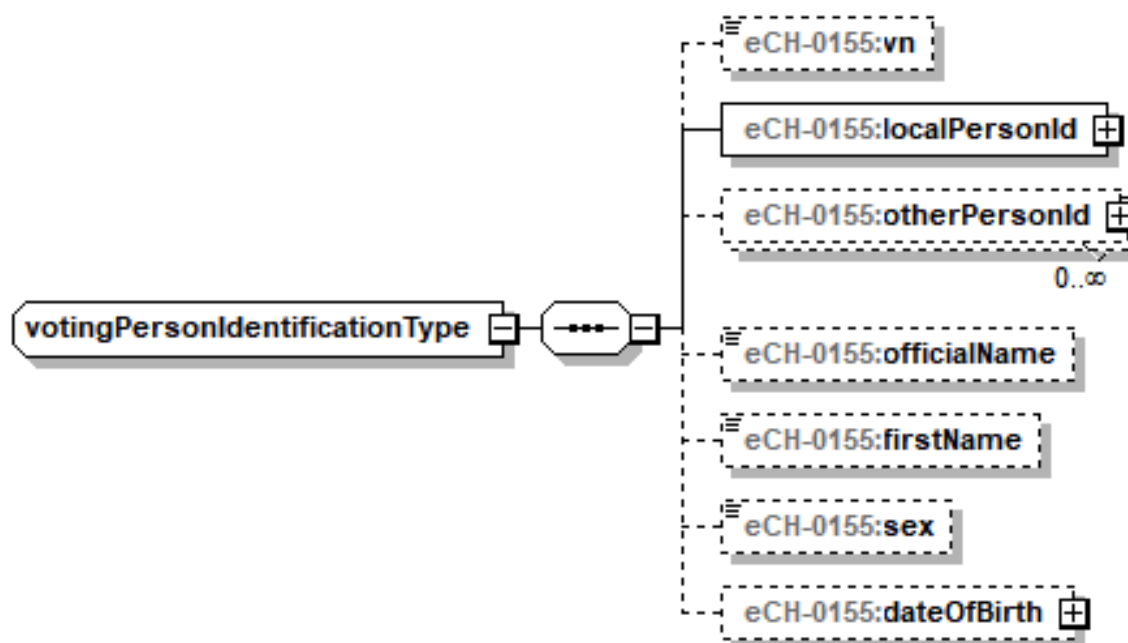 eCH-0155:vn
eCH-0155:localPersonId
eCH-0155:otherPersonId
0..∞
votingPersonIdentificationType
eCH-0155:officialName
eCH-0155:firstName
eCH-0155:sex
eCH-0155:dateOfBirth